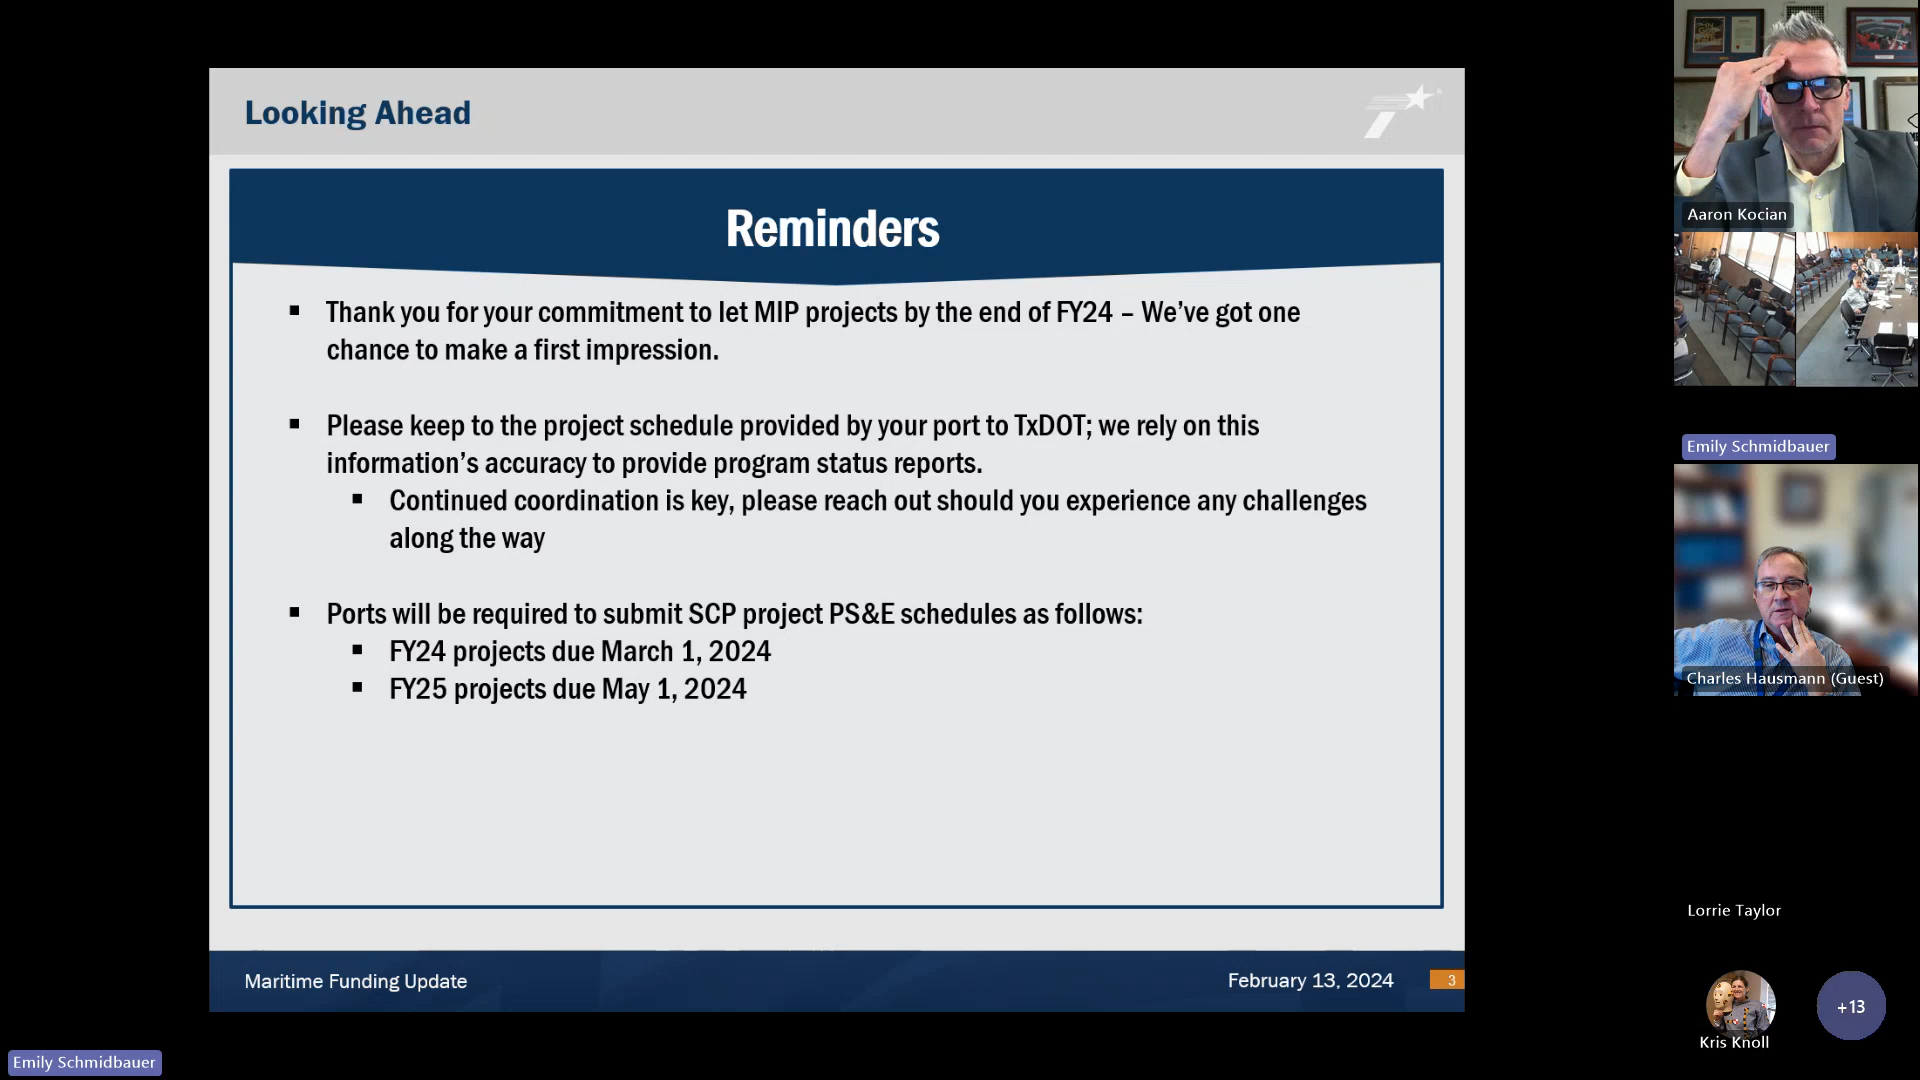 Looking Ahead
Reminders
▪ Thank you for your commitment to let MIP projects by the end of FY24 – We’ve got one
chance to make a first impression.
▪ Please keep to the project schedule provided by your port to TxDOT; we rely on this
information’s accuracy to provide program status reports.
▪ Continued coordination is key, please reach out should you experience any challenges
along the way
▪ Ports will be required to submit SCP project PS&E schedules as follows:
▪ FY24 projects due March 1, 2024
▪ FY25 projects due May 1, 2024
Maritime Funding Update
February 13, 2024
3
Emily Schmidbauer
Aaron Kocian
Emily Schmidbauer
Charles Hausmann (Guest)
Lorrie Taylor
Kris Knoll
+13